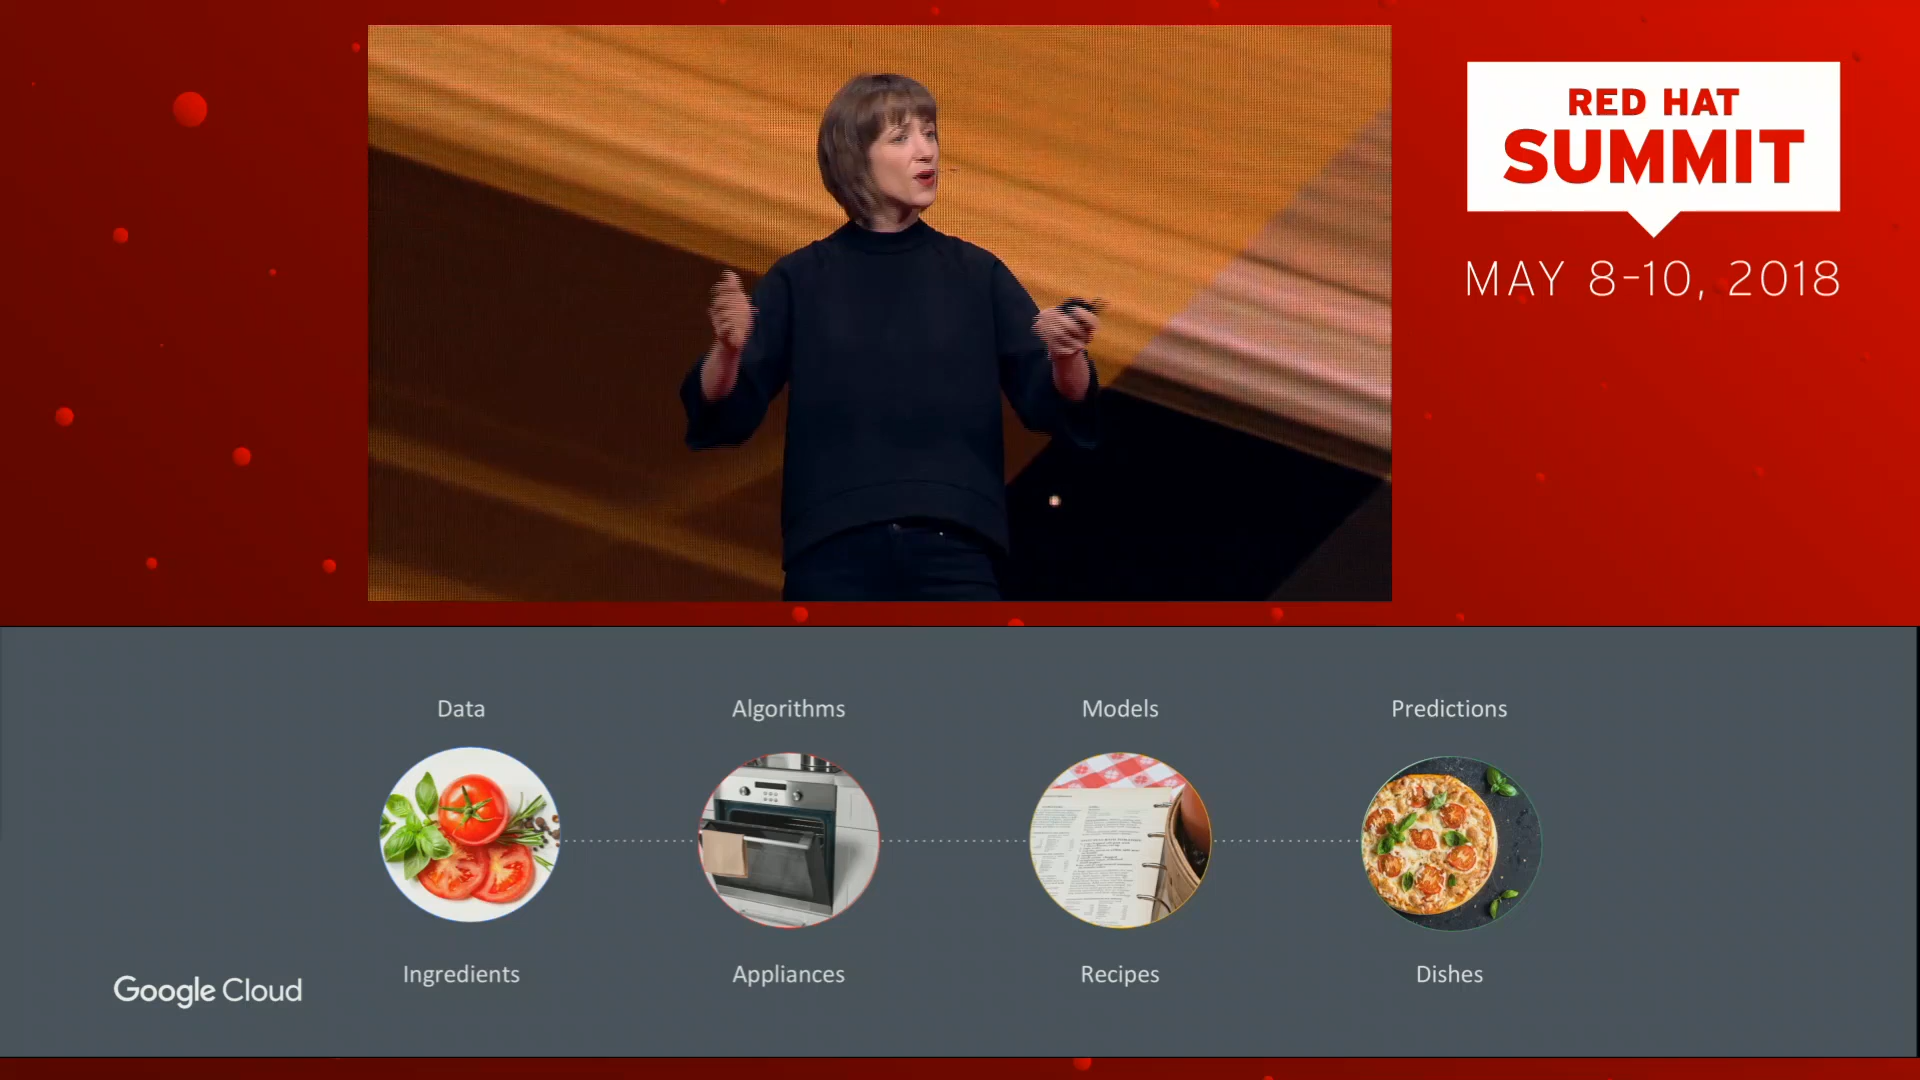 RED HAT
SUMMIT
MAY 8-10, 2018
Data
Algorithms
Models
Predictions
Ingredients
Appliances
Recipes
Dishes
Google Cloud